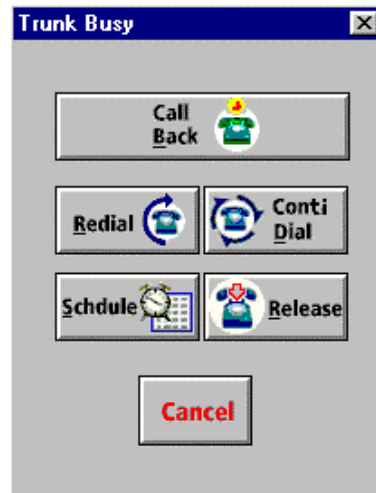 Trunk Busy
Call
Back
Redial
Conti
Dial
Schdule
Release
Cancel